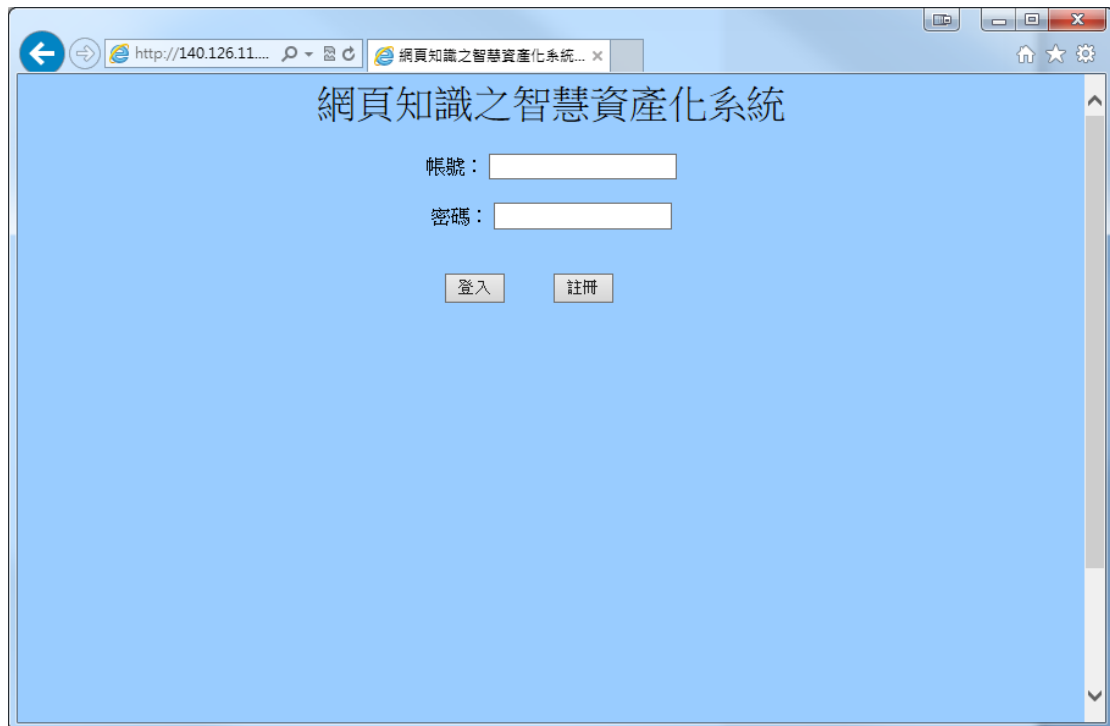 http://140.126.11....
網頁知識之智慧資產化系統...
網頁知識之智慧資產化系統
帳號：
密碼：
登入 註冊